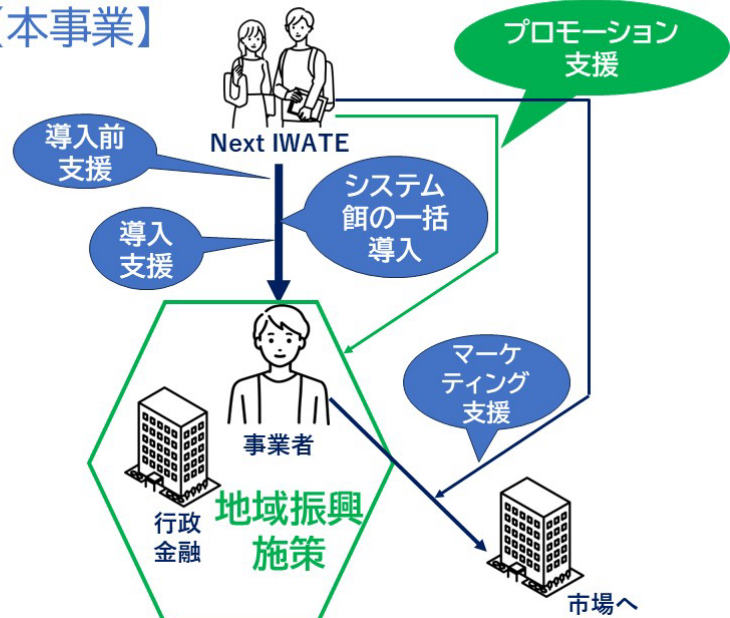 【本事業】
プロモーション
支援
Next IWATE
導入前
支援
システム
餌の一括
導入
導入
支援
マーケ
ティング
支援
事業者
行政
金融
地域振興
施策
市場へ